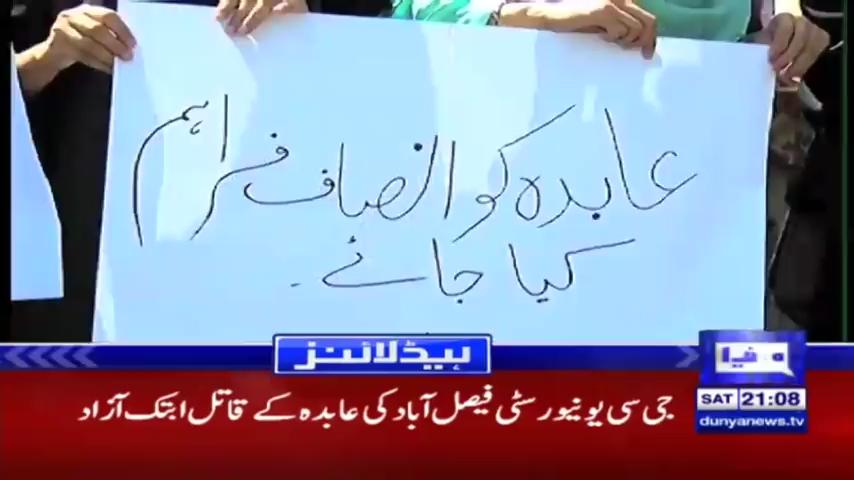 عابدہ کو انصاف فراہم
کیا جائے۔
ہیڈلائنز
دنیا
SAT 21:08
dunyanews.tv
جی سی یونیورسٹی فیصل آباد کی عابدہ کے قاتل ابتک آزاد